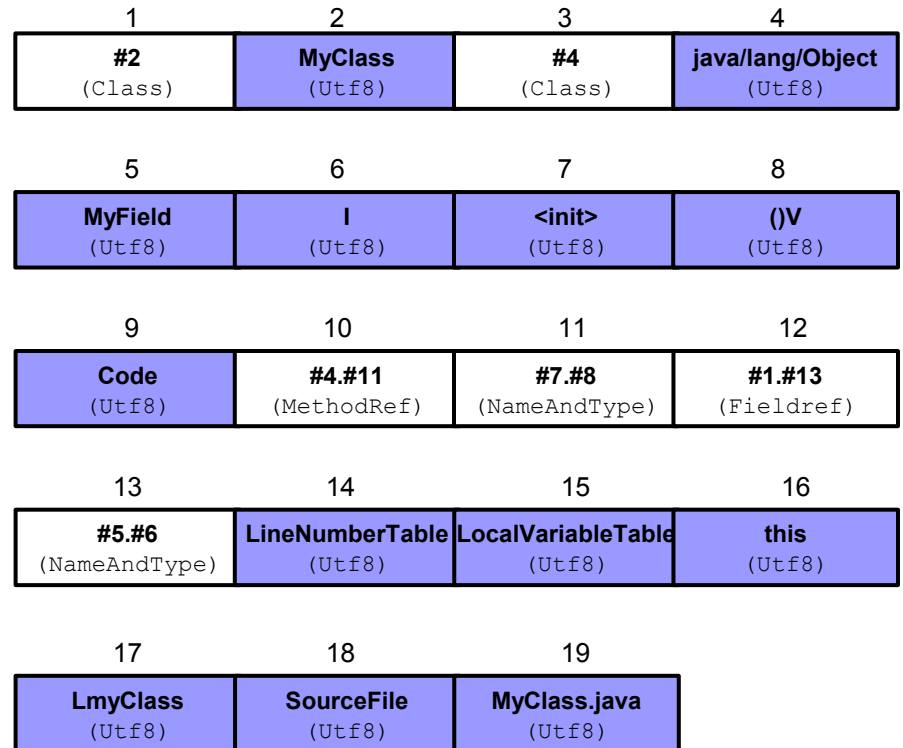 1 2 3 4
#2 MyClass #4 java/lang/Object
(Class) (Utf8) (Class) (Utf8)
5 6 7 8
MyField I <init> ()V
(Utf8) (Utf8) (Utf8) (Utf8)
9 10 11 12
Code #4.#11 #7.#8 #1.#13
(Utf8) (MethodRef) (NameAndType) (Fieldref)
13 14 15 16
#5.#6 LineNumberTable LocalVariableTable this
(NameAndType) (Utf8) (Utf8) (Utf8)
17 18 19
LmyClass SourceFile MyClass.java
(Utf8) (Utf8) (Utf8)